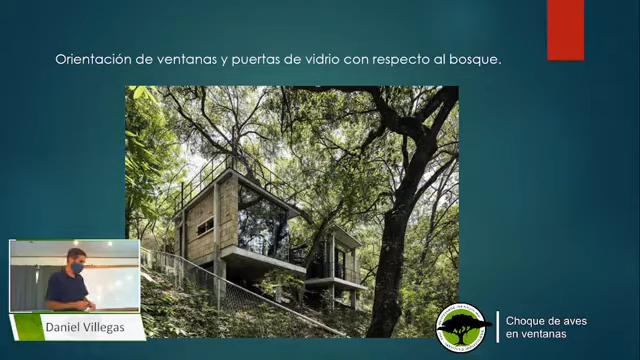 Orientación de ventanas y puertas de vidrio con respecto al bosque.
Daniel Villegas
Choque de aves
en ventanas